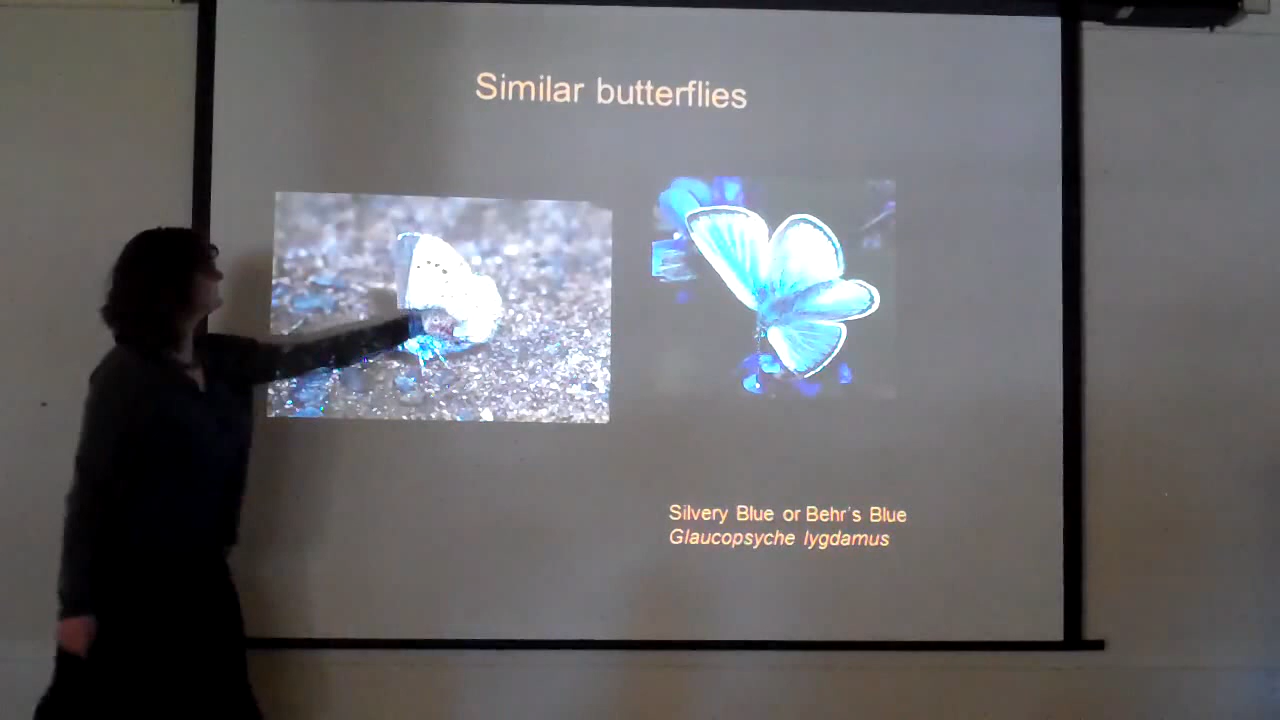 Similar butterflies
Silvery Blue or Behr's Blue
Glaucopsyche lygdamus